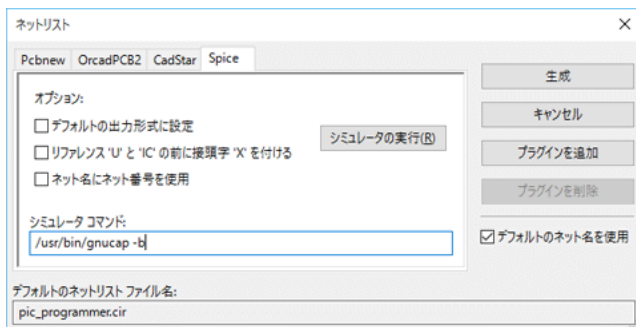 ネットリスト
Pcbnew OrcadPCB2 CadStar Spice
オプション:
デフォルトの出力形式に設定
リファレンス 'U' と 'IC' の前に接頭字 'X' を付ける
ネット名にネット番号を使用
シミュレータの実行(R)
シミュレータ コマンド:
/usr/bin/gnucap -b
生成
キャンセル
プラグインを追加
プラグインを削除
デフォルトのネット名を使用
デフォルトのネットリスト ファイル名:
pic_programmer.cir